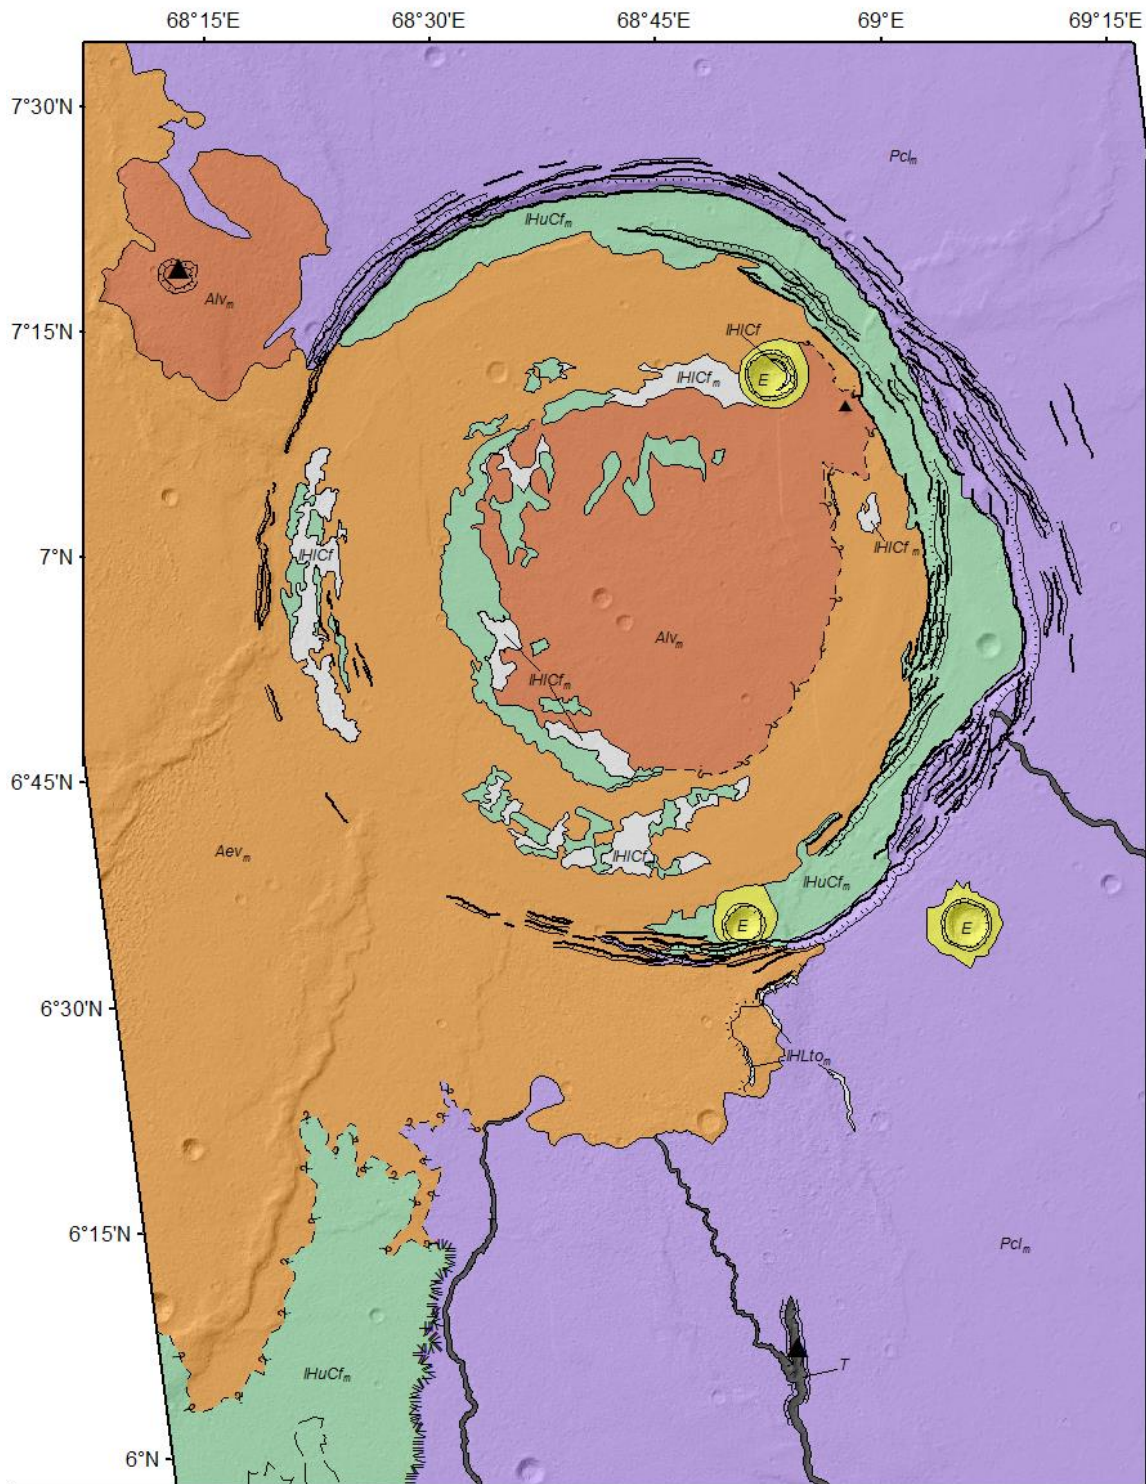 68°15'E 68°30'E 68°45'E 69°E 69°15'E
7°30'N
Pclm
lHuCfm
Alvm
7°15'N
lHlCf
E
lHlCfm
7°N
lHlCf
lHlCfm
Alvm
lHlCfm
6°45'N
Aevm
lHlCf
lHuCfm
E
E
6°30'N
lHLtom
6°15'N
Pclm
T
lHuCfm
6°N